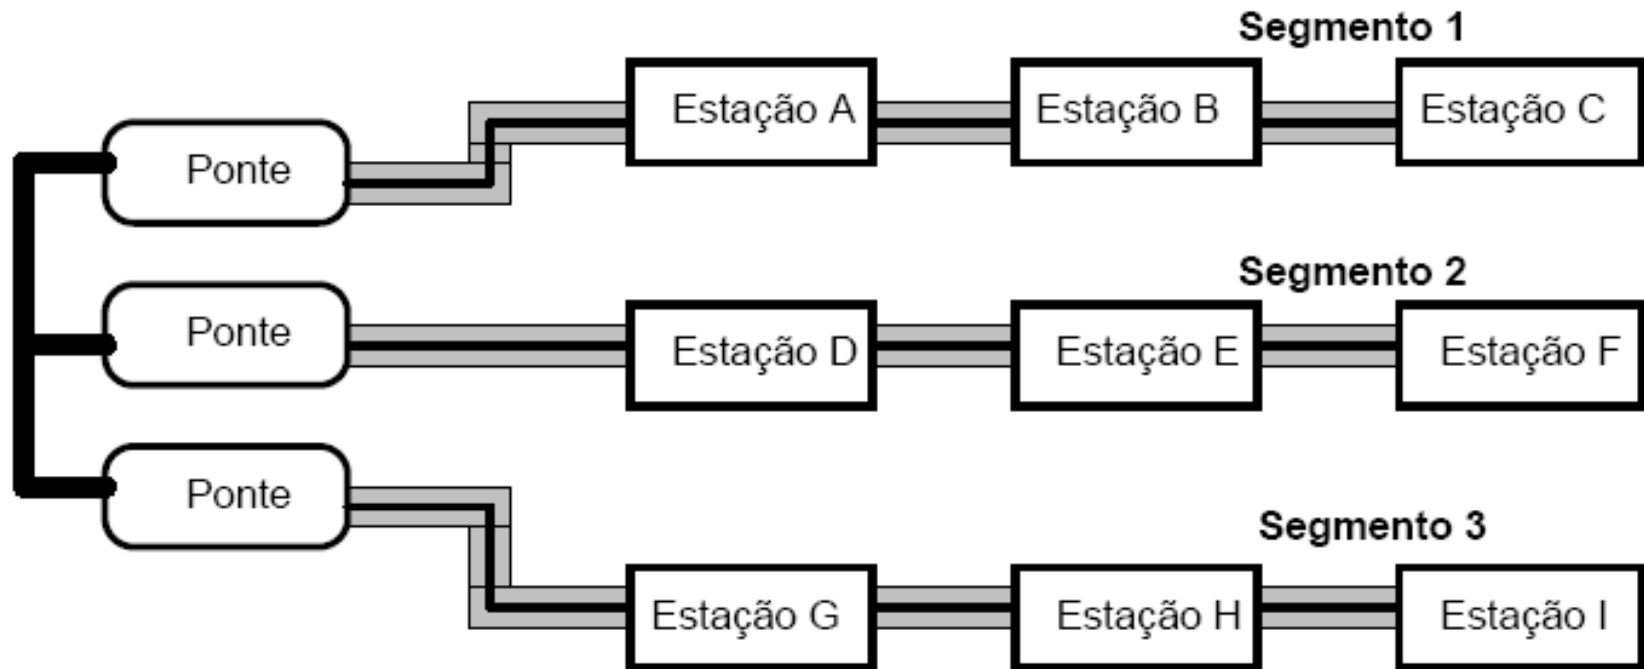 Segmento 1
Estação A
Estação B
Estação C
Ponte
Segmento 2
Ponte
Estação D
Estação E
Estação F
Ponte
Segmento 3
Estação G
Estação H
Estação I